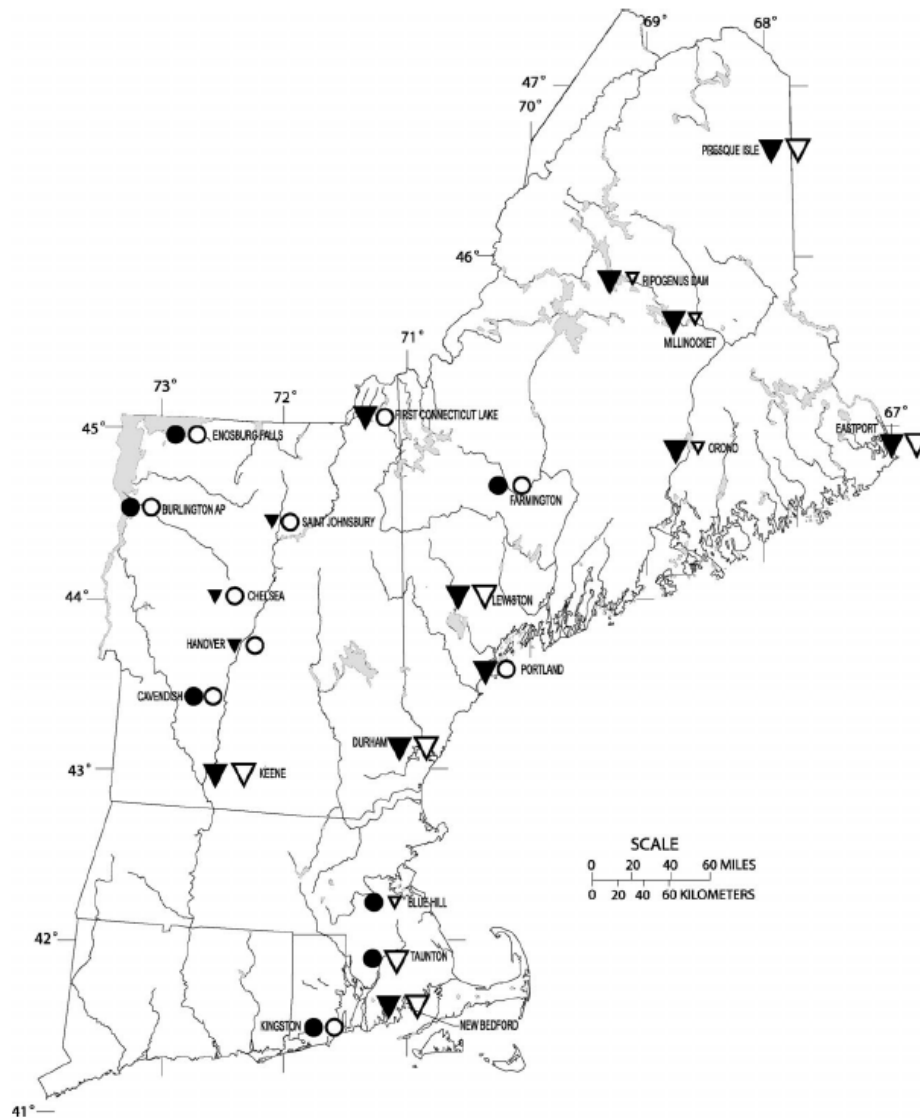 69°
68°
47°
70°
PRESQUE ISLE
46°
RIPOGENUS DAM
MILLINOCKET
71°
73°
72°
FIRST CONNECTICUT LAKE
67°
45°
ENOSBURG FALLS
EASTPORT
ORONO
FARMINGTON
BURLINGTON AP
SAINT JOHNSBURY
44°
CHELSEA
LEWISTON
HANOVER
PORTLAND
CAVENDISH
DURHAM
43°
KEENE
SCALE
0 20 40 60 MILES
0 20 40 60 KILOMETERS
BLUE HILL
42°
TAUNTON
KINGSTON
NEW BEDFORD
41°